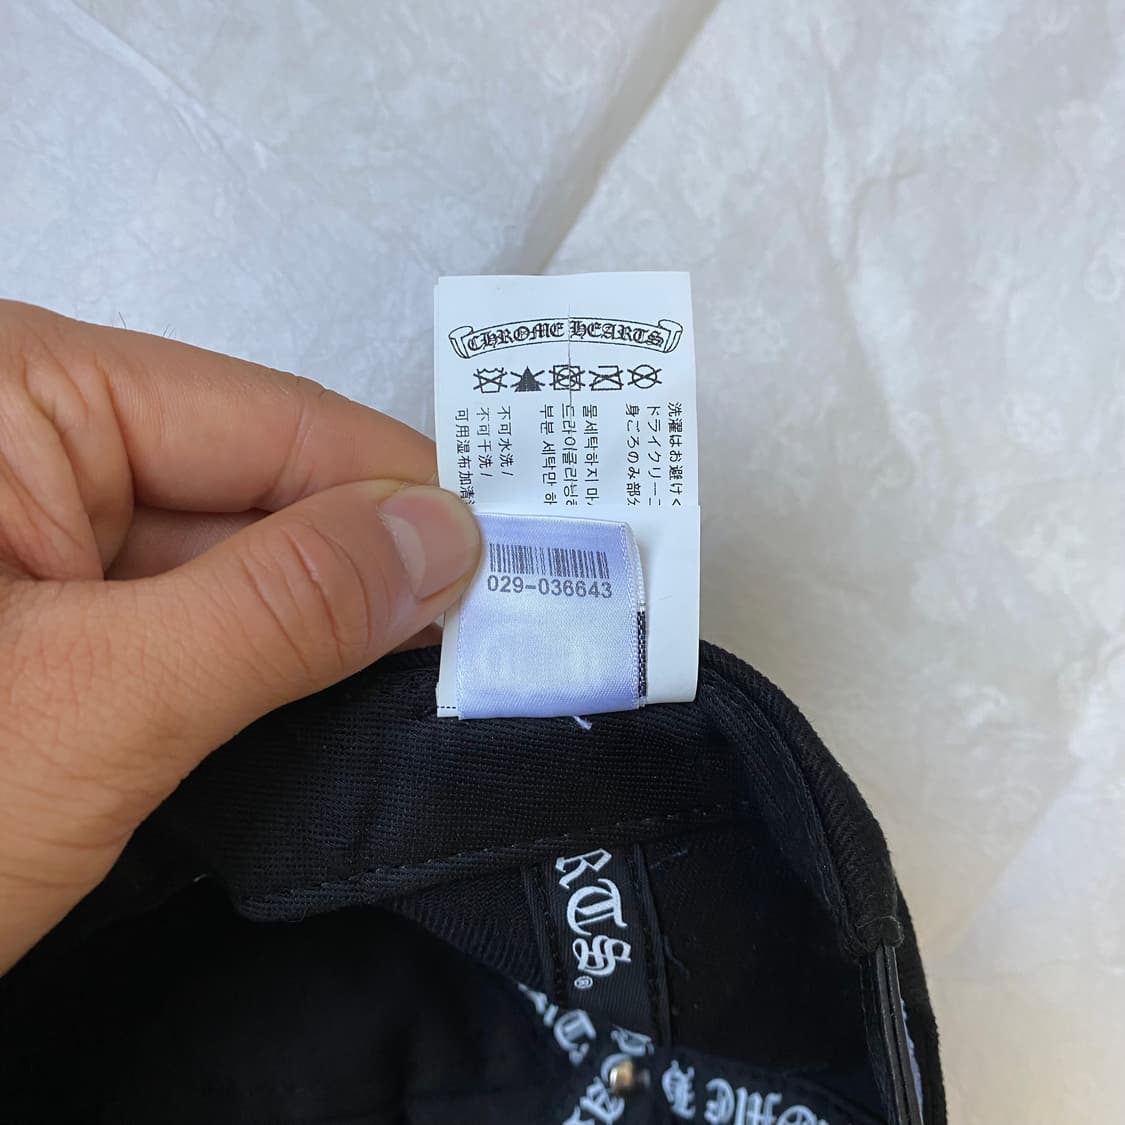 CHROME HEARTS
洗濯はお避けく
ドライクリーニ
身ごろのみ部分
물세탁하지 마
드라이클리닝
부분 세탁만 하
不可水洗 /
不可干洗 /
可用湿布加清
029-036643
RTS®